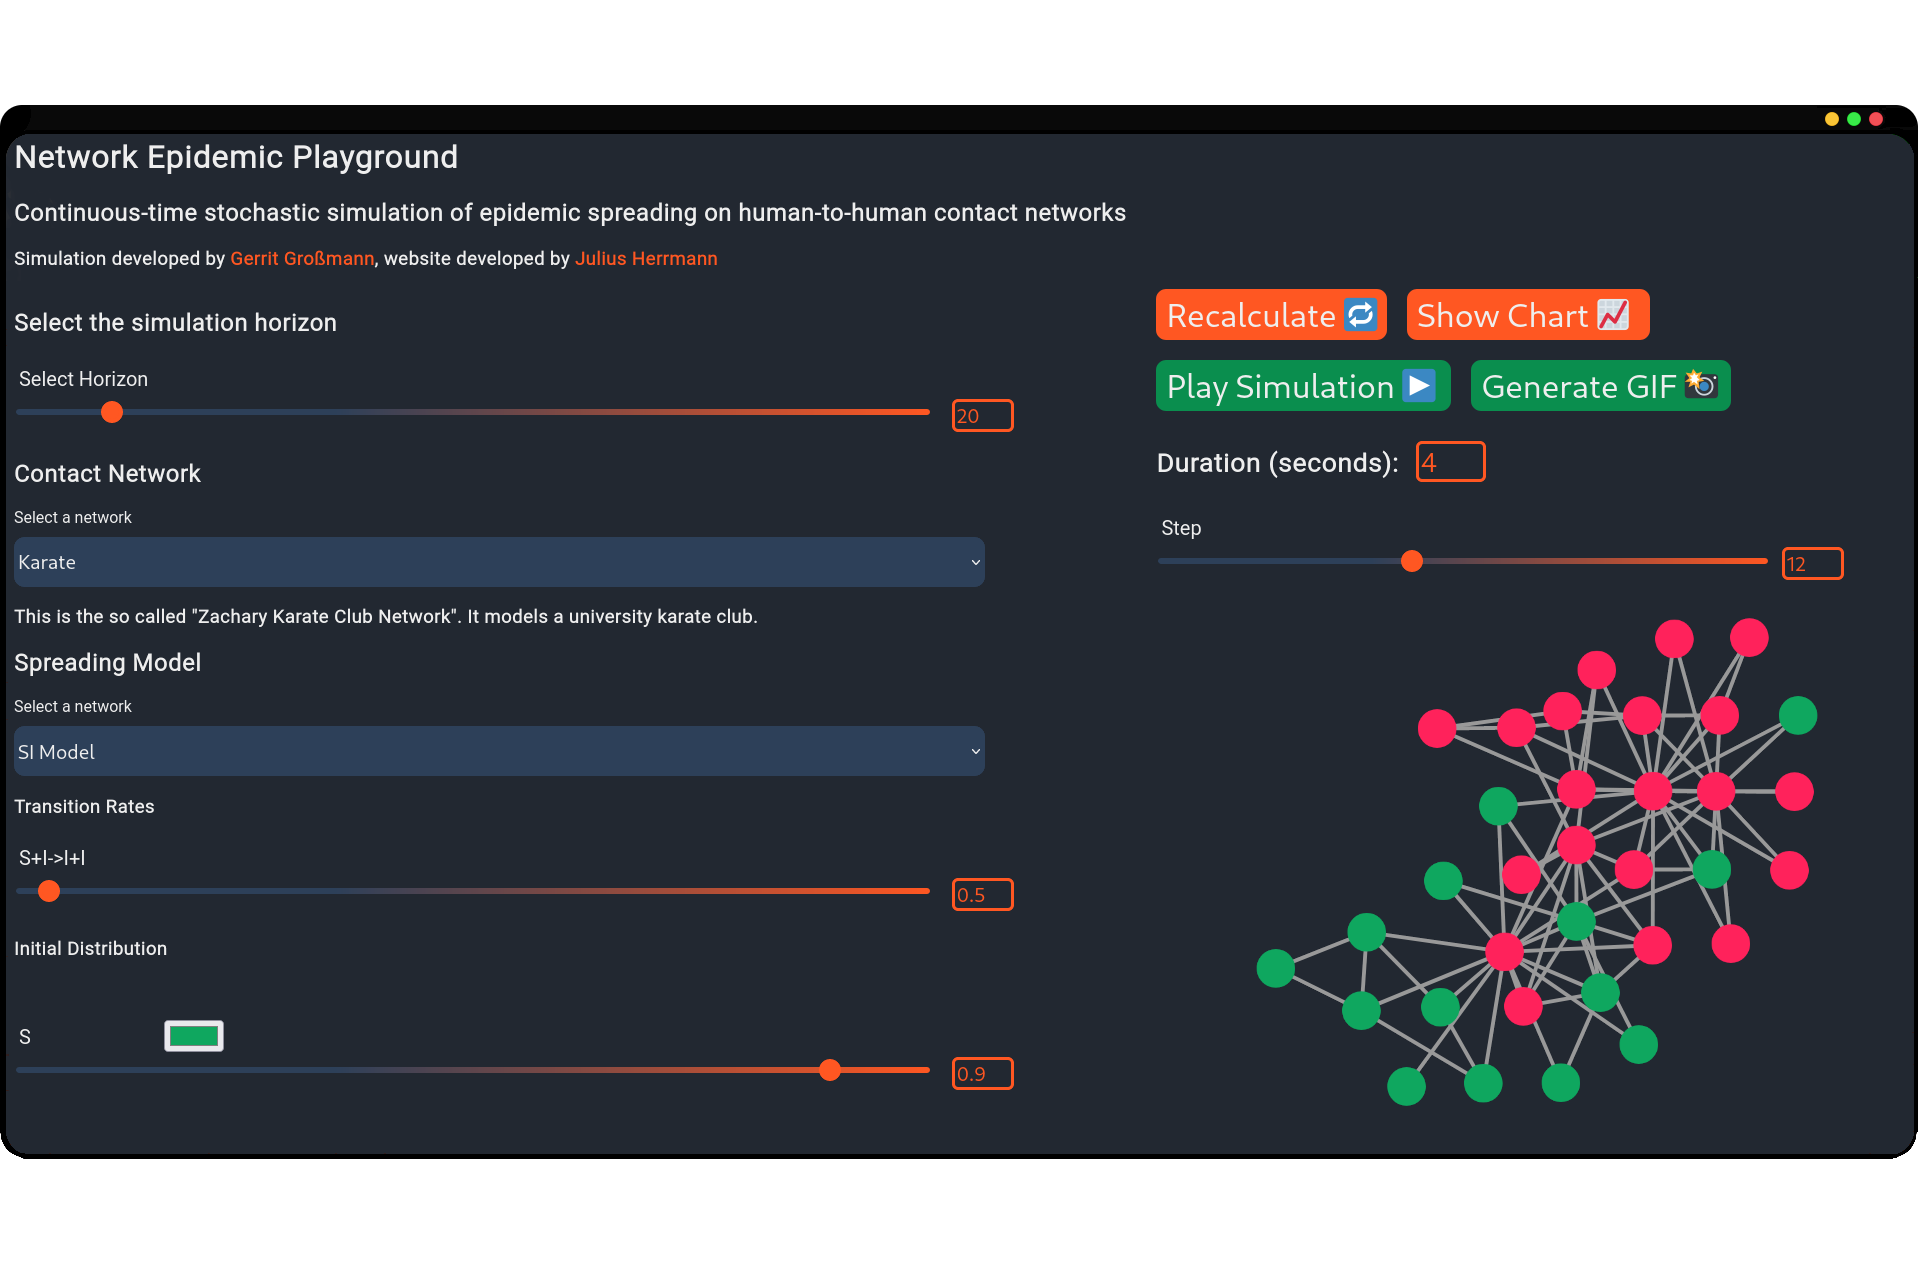 Network Epidemic Playground
Continuous-time stochastic simulation of epidemic spreading on human-to-human contact networks
Simulation developed by Gerrit Großmann, website developed by Julius Herrmann
Select the simulation horizon
Select Horizon
20
Contact Network
Select a network
Karate
This is the so called "Zachary Karate Club Network". It models a university karate club.
Spreading Model
Select a network
SI Model
Transition Rates
S+I->I+I
0.5
Initial Distribution
S
0.9
Recalculate
Show Chart
Play Simulation
Generate GIF
Duration (seconds): 4
Step
12